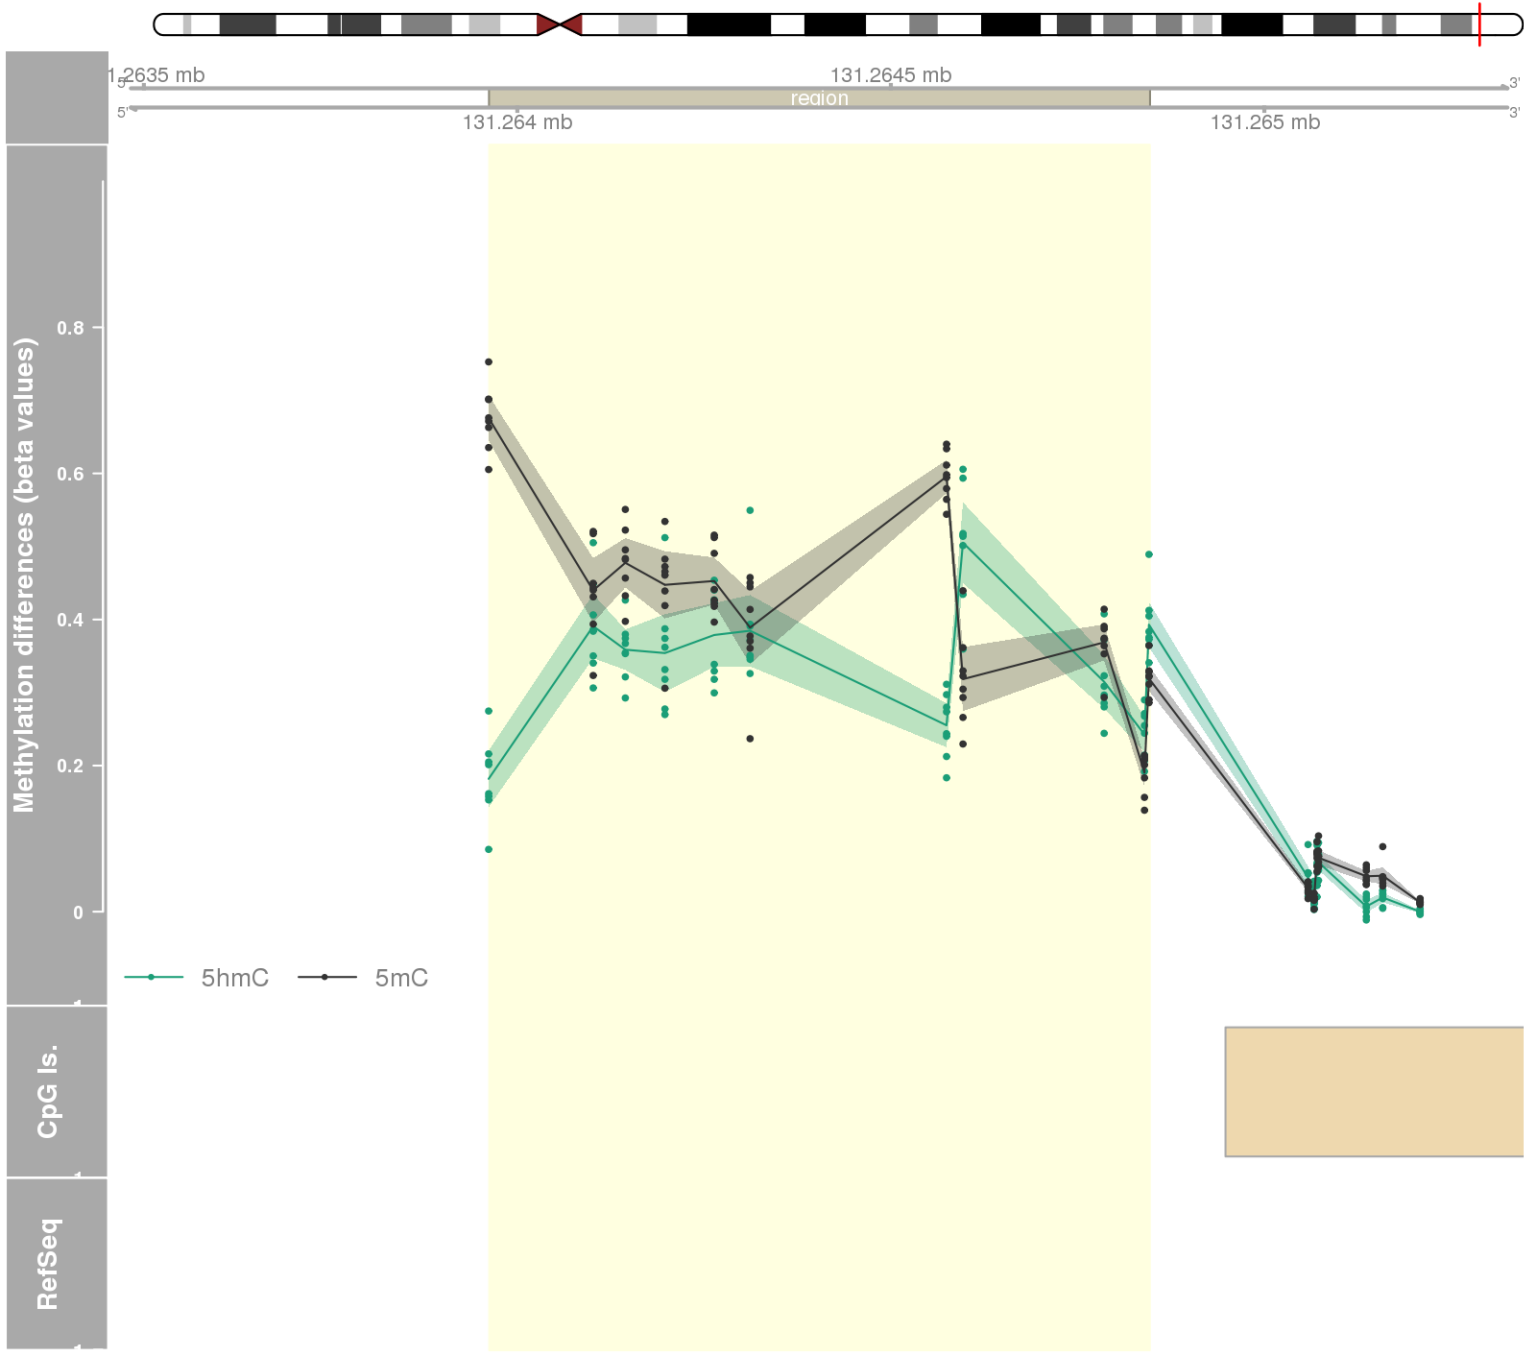 1.2635 mb
131.2645 mb
5'
3'
region
5'
3'
131.264 mb
131.265 mb
Methylation differences (beta values)
0.8
0.6
0.4
0.2
0
5hmC
5mC
CpG Is.
RefSeq